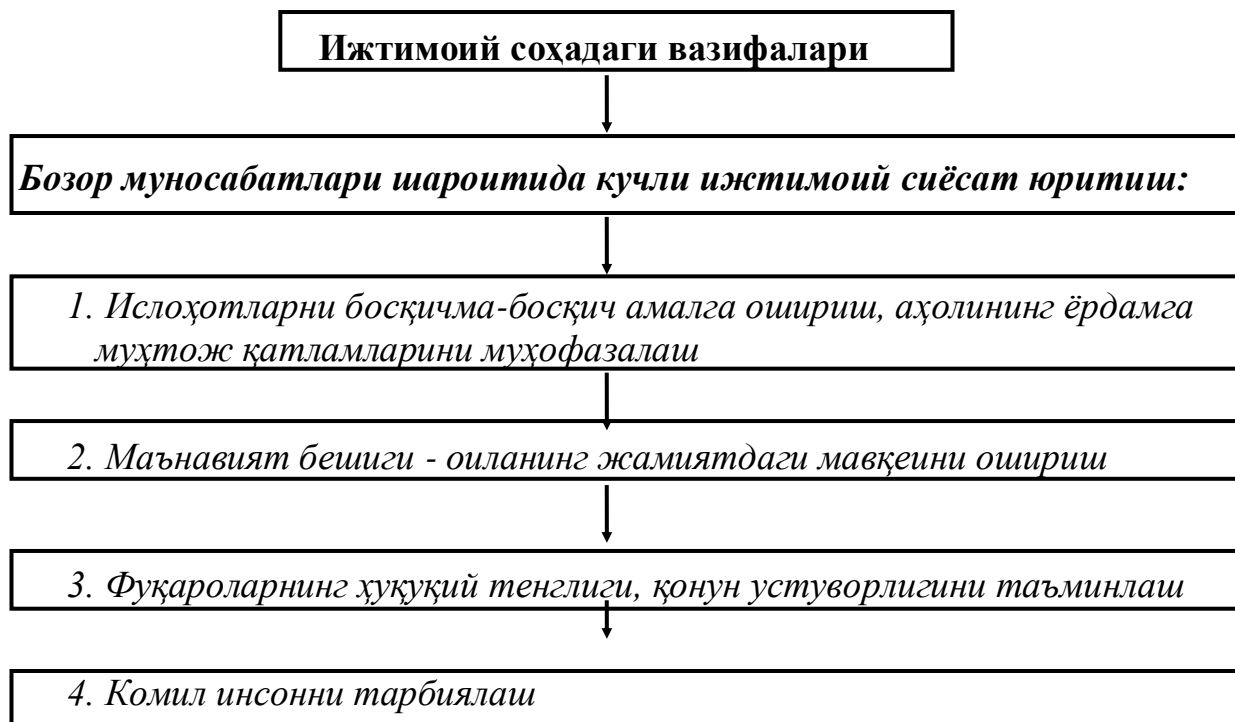 Ижтимоий соҳадаги вазифалари
Бозор муносабатлари шароитида кучли ижтимоий сиёсат юритиш:
1. Ислоҳотларни босқичма-босқич амалга ошириш, аҳолининг ёрдамга
муҳтож қатламларини муҳофазалаш
2. Маънавият бешиги - оиланинг жамиятдаги мавқеини ошириш
3. Фуқароларнинг ҳуқуқий тенглиги, қонун устуворлигини таъминлаш
4. Комил инсонни тарбиялаш